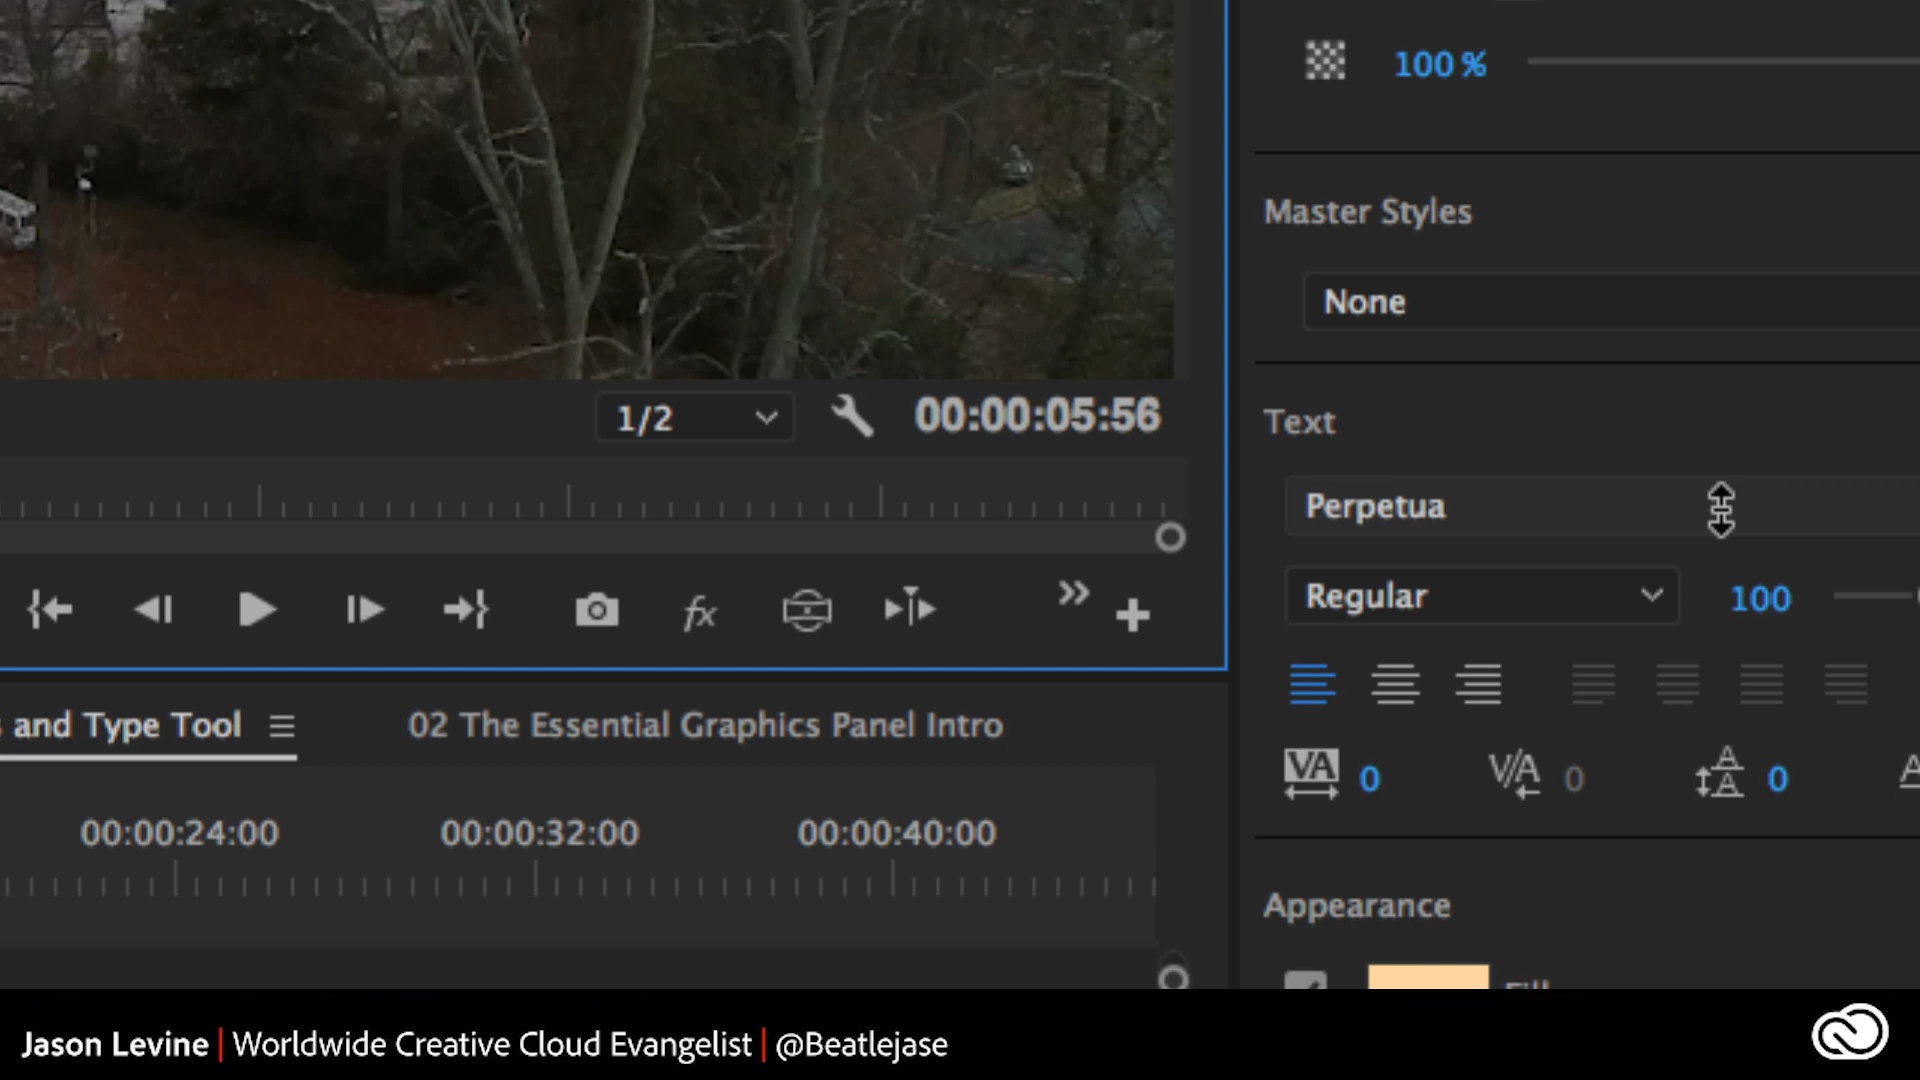 100 %
Master Styles
None
1/2
00:00:05:56
Text
Perpetua
Regular
100
fx
and Type Tool
02 The Essential Graphics Panel Intro
VA 0
V/A 0
A A 0
00:00:24:00
00:00:32:00
00:00:40:00
Appearance
Jason Levine | Worldwide Creative Cloud Evangelist | @Beatlejase